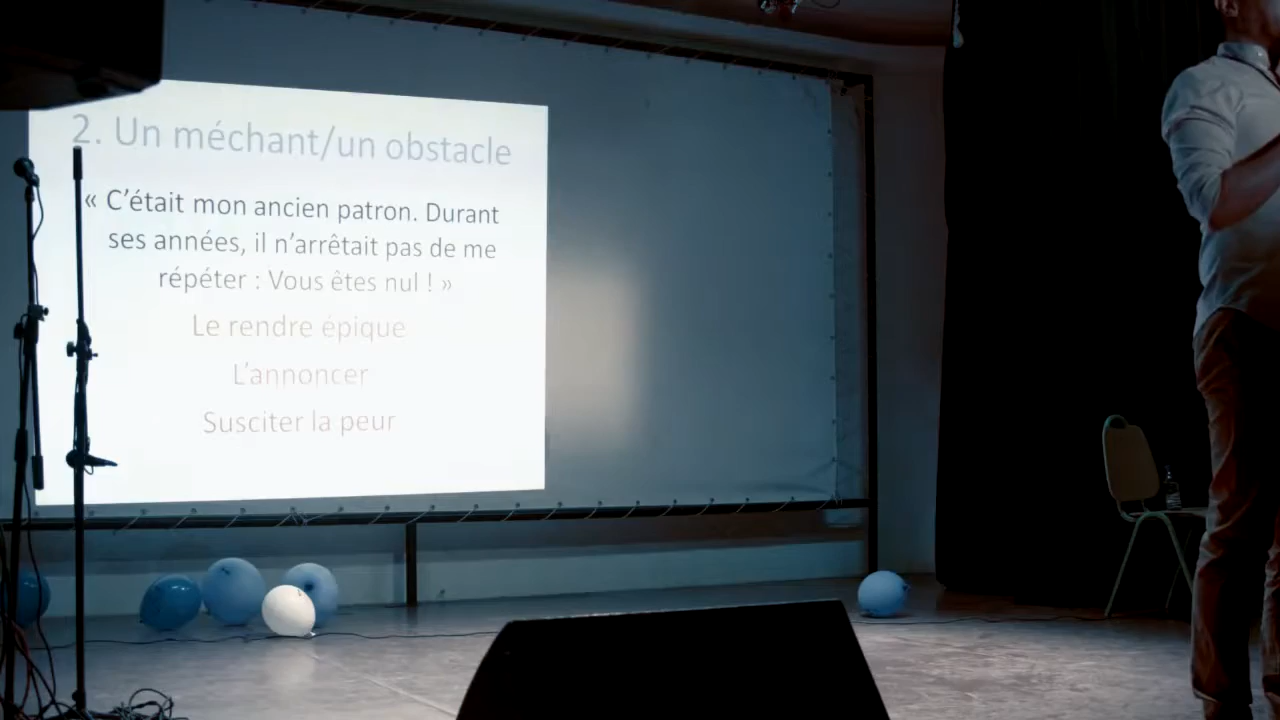 2. Un méchant/un obstacle
« C'était mon ancien patron. Durant
ses années, il n'arrêtait pas de me
répéter : Vous êtes nul ! »
Le rendre épique
L'annoncer
Susciter la peur